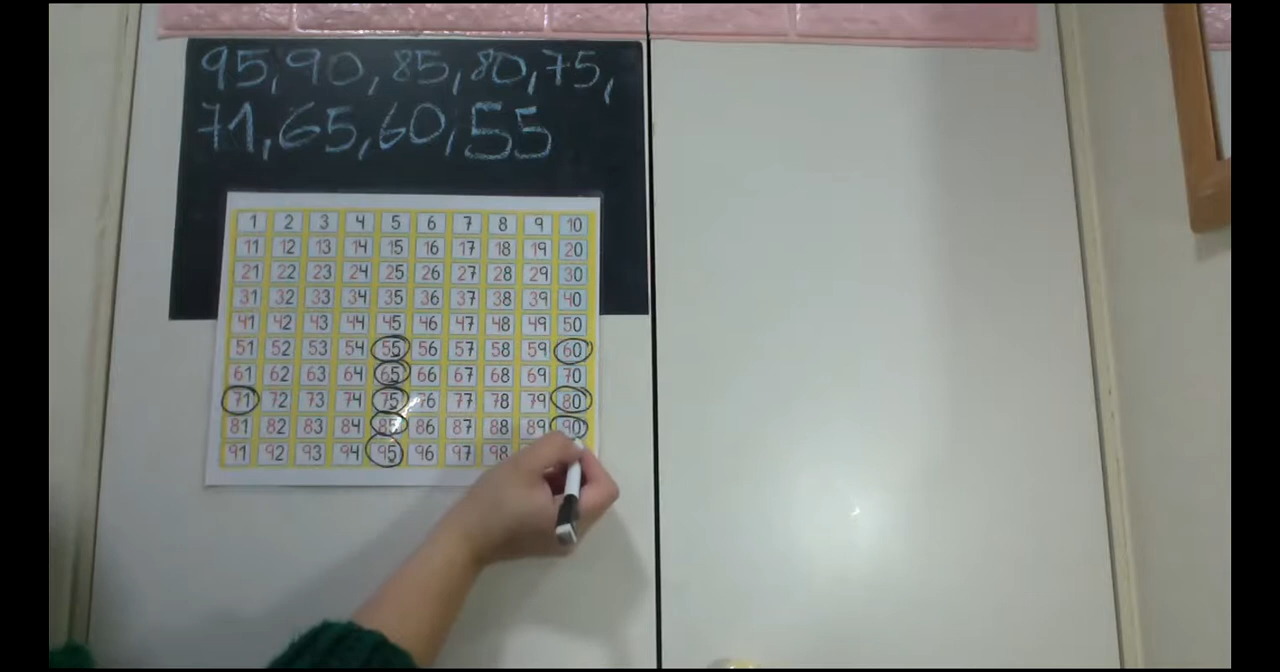 95,90,85,80,75,
71,65,60,55
1 2 3 4 5 6 7 8 9 10
11 12 13 14 15 16 17 18 19 20
21 22 23 24 25 26 27 28 29 30
31 32 33 34 35 36 37 38 39 40
41 42 43 44 45 46 47 48 49 50
51 52 53 54 55 56 57 58 59 60
61 62 63 64 65 66 67 68 69 70
71 72 73 74 75 76 77 78 79 80
81 82 83 84 85 86 87 88 89 90
91 92 93 94 95 96 97 98